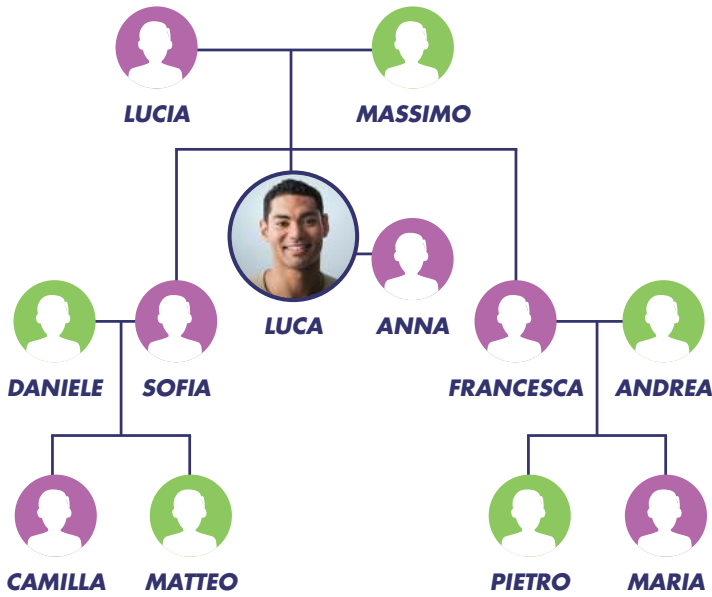 LUCIA
MASSIMO
LUCA
ANNA
DANIELE
SOFIA
FRANCESCA
ANDREA
CAMILLA
MATTEO
PIETRO
MARIA